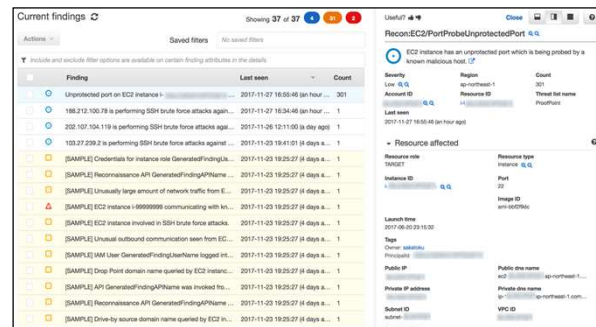 Current findings
Showing 37 of 37 4 31 2
Actions
Saved filters No saved filters
Include and exclude filter options are available on certain finding attributes in the details.
Finding Last seen Count
Unprotected port on EC2 instance i- ... 2017-11-27 16:55:46 (an hour ... 301
188.212.100.78 is performing SSH brute force attacks again... 2017-11-27 16:34:46 (an hour ... 1
202.107.104.119 is performing SSH brute force attacks agai... 2017-11-26 12:11:00 (a day ago) 1
103.27.239.2 is performing SSH brute force attacks against ... 2017-11-23 19:41:01 (4 days a... 1
[SAMPLE] Credentials for instance role GeneratedFindingUs... 2017-11-23 19:25:27 (4 days a... 1
[SAMPLE] Reconnaissance API GeneratedFindingAPIName ... 2017-11-23 19:25:27 (4 days a... 1
[SAMPLE] Unusually large amount of network traffic from E... 2017-11-23 19:25:27 (4 days a... 1
[SAMPLE] EC2 instance i-99999999 communicating with kn... 2017-11-23 19:25:27 (4 days a... 1
[SAMPLE] EC2 instance involved in SSH brute force attacks. 2017-11-23 19:25:27 (4 days a... 1
[SAMPLE] Unusual outbound communication seen from EC... 2017-11-23 19:25:27 (4 days a... 1
[SAMPLE] IAM User GeneratedFindingUserName logged int... 2017-11-23 19:25:27 (4 days a... 1
[SAMPLE] Drop Point domain name queried by EC2 instanc... 2017-11-23 19:25:27 (4 days a... 1
[SAMPLE] API GeneratedFindingAPIName was invoked fro... 2017-11-23 19:25:27 (4 days a... 1
[SAMPLE] Reconnaissance API GeneratedFindingAPIName ... 2017-11-23 19:25:27 (4 days a... 1
[SAMPLE] Drive-by source domain name queried by EC2 in... 2017-11-23 19:25:27 (4 days a... 1
Useful? Close
Recon:EC2/PortProbeUnprotectedPort
EC2 instance has an unprotected port which is being probed by a
known malicious host.
Severity Region Count
Low ap-northeast-1 301
Account ID Resource ID Threat list name
i- ProofPoint
Last seen
2017-11-27 16:55:46 (an hour ago)
Resource affected
Resource role Resource type
TARGET Instance
Instance ID Port
i- 22
Image ID
Launch time
2017-06-20 23:15:32
Tags
Owner: sakatoku
PrincipalId:
Public IP Public dns name
ec2- ap-northeast-1....
Private IP address Private dns name
ip- ap-northeast-1.com...
Subnet ID VPC ID
subnet-